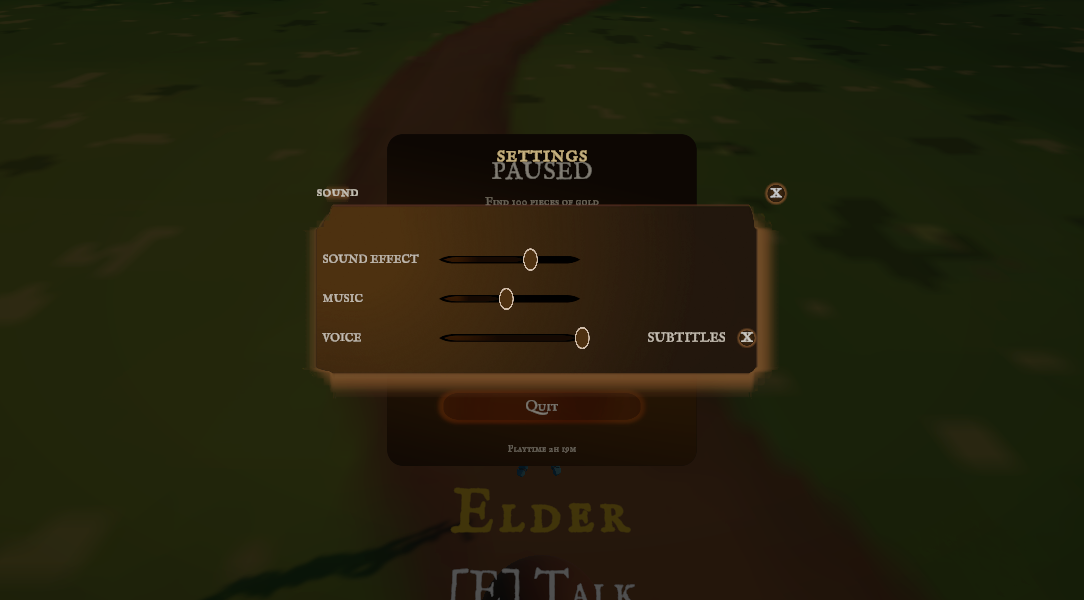 SETTINGS
PAUSED
SOUND
X
Find 100 pieces of gold
SOUND EFFECT
MUSIC
VOICE
SUBTITLES X
Quit
Playtime 2h 19m
Elder
[E] Talk